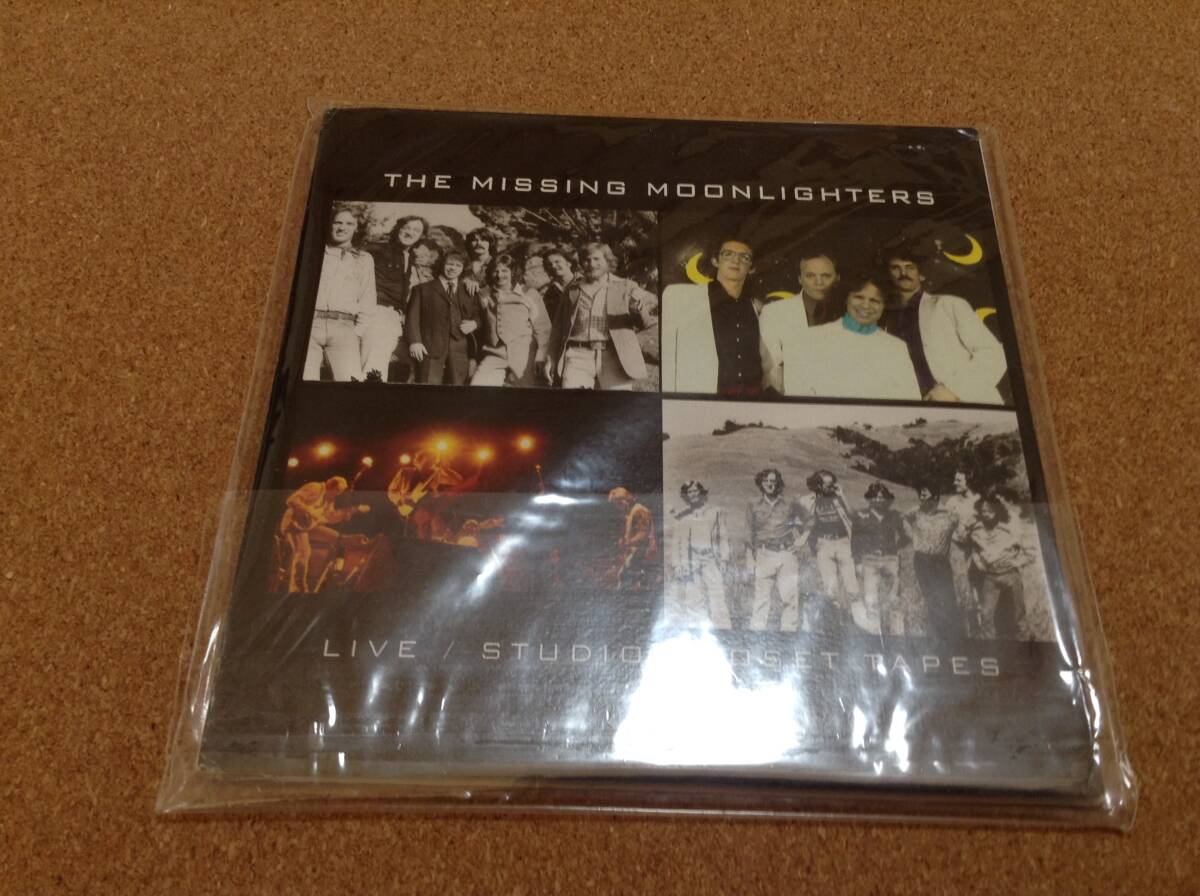 THE MISSING MOONLIGHTERS
LIVE / STUDIO TAPES